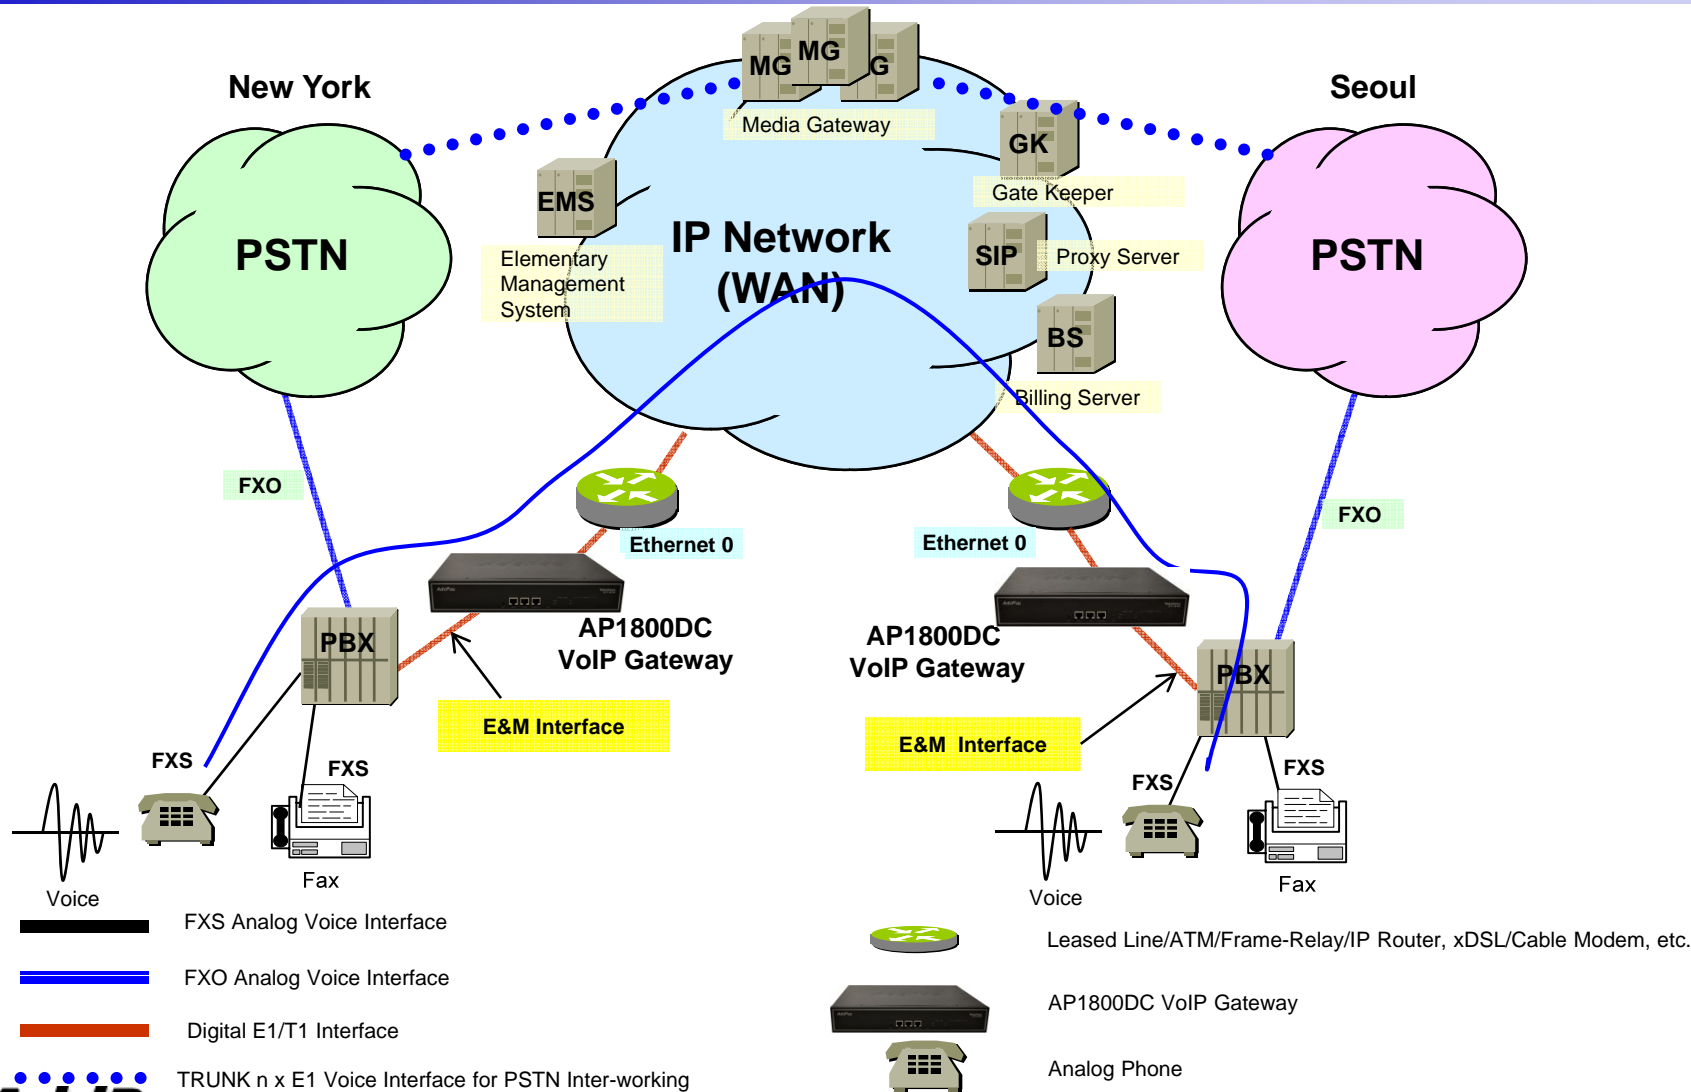 New York
Seoul
MG
MG
G
Media Gateway
GK
Gate Keeper
EMS
Elementary
Management
System
PSTN
IP Network
(WAN)
SIP
Proxy Server
PSTN
BS
Billing Server
FXO
FXO
Ethernet 0
Ethernet 0
AP1800DC
VoIP Gateway
AP1800DC
VoIP Gateway
PBX
PBX
E&M Interface
E&M Interface
FXS
FXS
FXS
FXS
Voice
Fax
Voice
Fax
FXS Analog Voice Interface
FXO Analog Voice Interface
Digital E1/T1 Interface
TRUNK n x E1 Voice Interface for PSTN Inter-working
Leased Line/ATM/Frame-Relay/IP Router, xDSL/Cable Modem, etc.
AP1800DC VoIP Gateway
Analog Phone